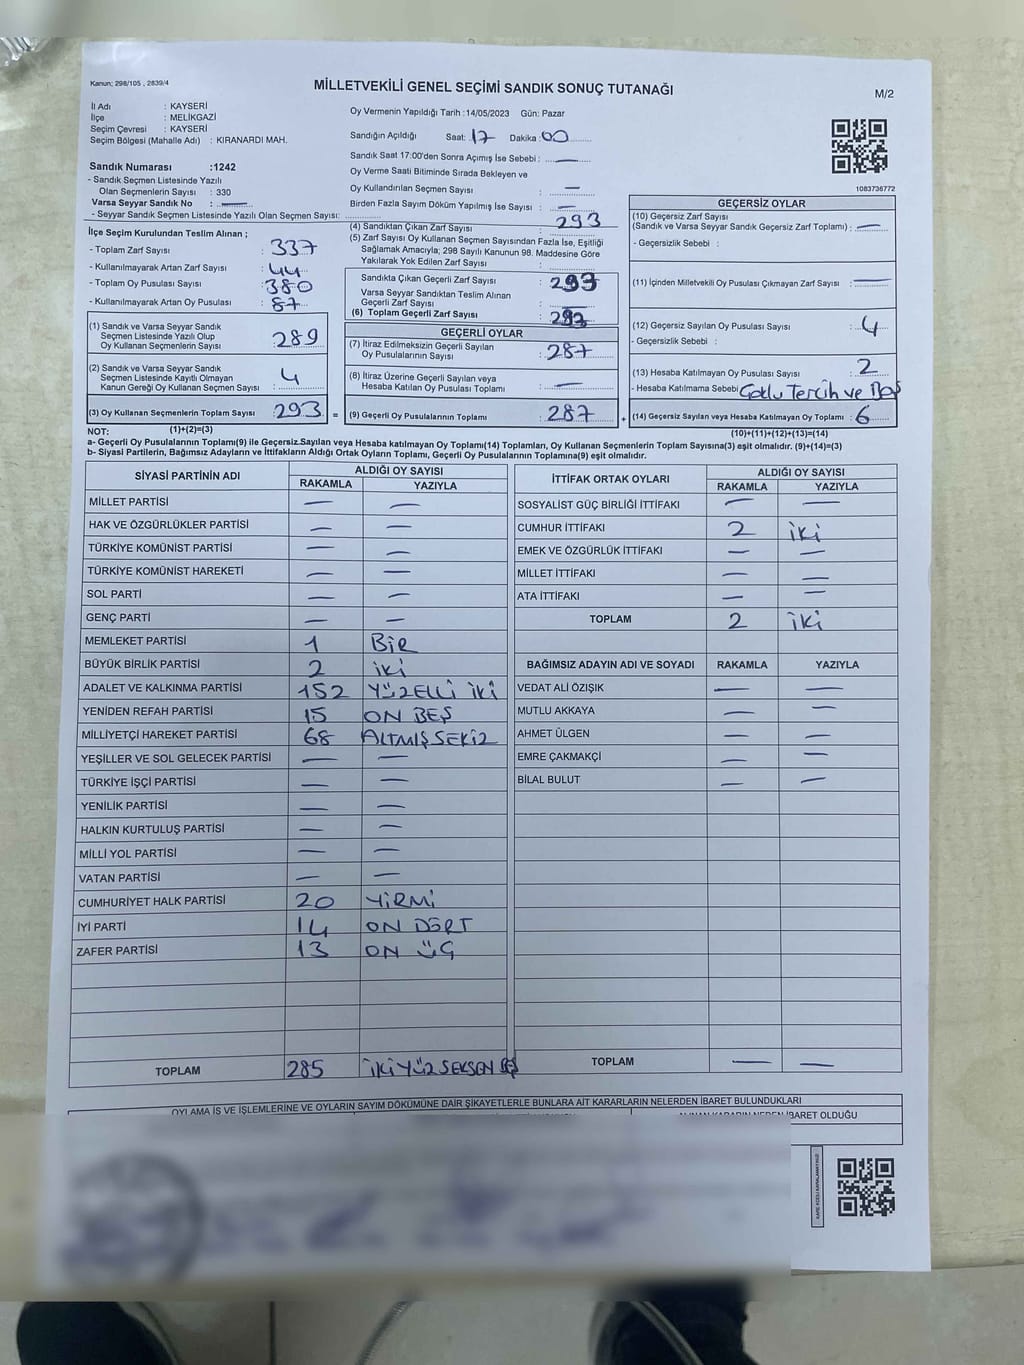 Kanun; 298/105 , 2839/4
MİLLETVEKİLİ GENEL SEÇİMİ SANDIK SONUÇ TUTANAĞI
M/2
İl Adı : KAYSERİ
İlçe : MELİKGAZİ
Seçim Çevresi : KAYSERİ
Seçim Bölgesi (Mahalle Adı) : KIRANARDI MAH.
Sandık Numarası :1242
- Sandık Seçmen Listesinde Yazılı
Olan Seçmenlerin Sayısı : 330
Varsa Seyyar Sandık No : —
- Seyyar Sandık Seçmen Listesinde Yazılı Olan Seçmen Sayısı:
Oy Vermenin Yapıldığı Tarih :14/05/2023 Gün: Pazar
Sandığın Açıldığı Saat: 17 Dakika : 00
Sandık Saat 17:00'den Sonra Açımış İse Sebebi : —
Oy Verme Saati Bitiminde Sırada Bekleyen ve
Oy Kullandırılan Seçmen Sayısı : —
Birden Fazla Sayım Döküm Yapılmış İse Sayısı : —
1083736772
İlçe Seçim Kurulundan Teslim Alınan ;
- Toplam Zarf Sayısı : 337
- Kullanılmayarak Artan Zarf Sayısı : 44
- Toplam Oy Pusulası Sayısı : 380
- Kullanılmayarak Artan Oy Pusulası : 87
(1) Sandık ve Varsa Seyyar Sandık
Seçmen Listesinde Yazılı Olup
Oy Kullanan Seçmenlerin Sayısı : 289
(2) Sandık ve Varsa Seyyar Sandık
Seçmen Listesinde Kayıtlı Olmayan
Kanun Gereği Oy Kullanan Seçmen Sayısı : 4
(3) Oy Kullanan Seçmenlerin Toplam Sayısı : 293 =
(4) Sandıktan Çıkan Zarf Sayısı : 293
(5) Zarf Sayısı Oy Kullanan Seçmen Sayısından Fazla İse, Eşitliği
Sağlamak Amacıyla; 298 Sayılı Kanunun 98. Maddesine Göre
Yakılarak Yok Edilen Zarf Sayısı :
Sandıkta Çıkan Geçerli Zarf Sayısı : 293
Varsa Seyyar Sandıktan Teslim Alınan
Geçerli Zarf Sayısı : —
(6) Toplam Geçerli Zarf Sayısı : 293
GEÇERLİ OYLAR
(7) İtiraz Edilmeksizin Geçerli Sayılan
Oy Pusulalarının Sayısı : 287
(8) İtiraz Üzerine Geçerli Sayılan veya
Hesaba Katılan Oy Pusulası Toplamı : —
(9) Geçerli Oy Pusulalarının Toplamı : 287 +
GEÇERSİZ OYLAR
(10) Geçersiz Zarf Sayısı
(Sandık ve Varsa Seyyar Sandık Geçersiz Zarf Toplamı) : —
- Geçersizlik Sebebi :
(11) İçinden Milletvekili Oy Pusulası Çıkmayan Zarf Sayısı : —
(12) Geçersiz Sayılan Oy Pusulası Sayısı : 4
- Geçersizlik Sebebi :
(13) Hesaba Katılmayan Oy Pusulası Sayısı : 2
- Hesaba Katılmama Sebebi Çoklu Tercih ve Boş
(14) Geçersiz Sayılan veya Hesaba Katılmayan Oy Toplamı : 6
NOT: (1)+(2)=(3) (10)+(11)+(12)+(13)=(14)
a- Geçerli Oy Pusulalarının Toplamı(9) ile Geçersiz Sayılan veya Hesaba katılmayan Oy Toplamı(14) Toplamları, Oy Kullanan Seçmenlerin Toplam Sayısına(3) eşit olmalıdır. (9)+(14)=(3)
b- Siyasi Partilerin, Bağımsız Adayların ve İttifakların Aldığı Ortak Oyların Toplamı, Geçerli Oy Pusulalarının Toplamına(9) eşit olmalıdır.
SİYASİ PARTİNİN ADI ALDIĞI OY SAYISI
RAKAMLA YAZIYLA
MİLLET PARTİSİ — —
HAK VE ÖZGÜRLÜKLER PARTİSİ — —
TÜRKİYE KOMÜNİST PARTİSİ — —
TÜRKİYE KOMÜNİST HAREKETİ — —
SOL PARTİ — —
GENÇ PARTİ — —
MEMLEKET PARTİSİ 1 BİR
BÜYÜK BİRLİK PARTİSİ 2 İKİ
ADALET VE KALKINMA PARTİSİ 152 YÜZELLİ İKİ
YENİDEN REFAH PARTİSİ 15 ON BEŞ
MİLLİYETÇİ HAREKET PARTİSİ 68 ALTMIŞ SEKİZ
YEŞİLLER VE SOL GELECEK PARTİSİ — —
TÜRKİYE İŞÇİ PARTİSİ — —
YENİLİK PARTİSİ — —
HALKIN KURTULUŞ PARTİSİ — —
MİLLİ YOL PARTİSİ — —
VATAN PARTİSİ — —
CUMHURİYET HALK PARTİSİ 20 YİRMİ
İYİ PARTİ 14 ON DÖRT
ZAFER PARTİSİ 13 ON ÜÇ
TOPLAM 285 İKİ YÜZ SEKSEN BEŞ
İTTİFAK ORTAK OYLARI ALDIĞI OY SAYISI
RAKAMLA YAZIYLA
SOSYALİST GÜÇ BİRLİĞİ İTTİFAKI — —
CUMHUR İTTİFAKI 2 İKİ
EMEK VE ÖZGÜRLÜK İTTİFAKI — —
MİLLET İTTİFAKI — —
ATA İTTİFAKI — —
TOPLAM 2 İKİ
BAĞIMSIZ ADAYIN ADI VE SOYADI RAKAMLA YAZIYLA
VEDAT ALİ ÖZIŞIK — —
MUTLU AKKAYA — —
AHMET ÜLGEN — —
EMRE ÇAKMAKÇİ — —
BİLAL BULUT — —
TOPLAM — —
OYLAMA İŞ VE İŞLEMLERİNE VE OYLARIN SAYIM DÖKÜMÜNE DAİR ŞİKAYETLERLE BUNLARA AİT KARARLARIN NELERDEN İBARET BULUNDUKLARI
ALINAN KARARIN NEDEN İBARET OLDUĞU